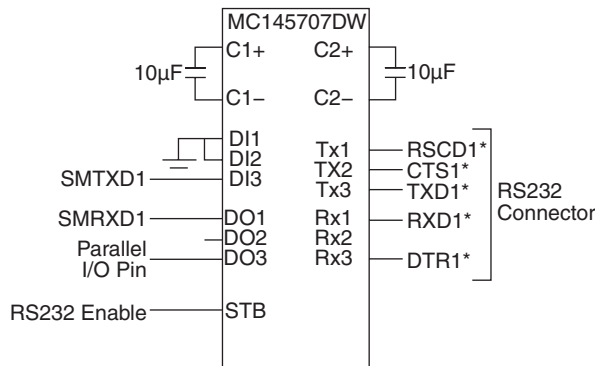 MC145707DW
C1+ C2+
10µF 10µF
C1− C2−
DI1
DI2 Tx1 RSCD1*
TX2 CTS1*
SMTXD1 DI3 Tx3 TXD1*
RS232
Connector
SMRXD1 DO1 Rx1 RXD1*
DO2 Rx2
Parallel
I/O Pin
DO3 Rx3 DTR1*
RS232 Enable STB